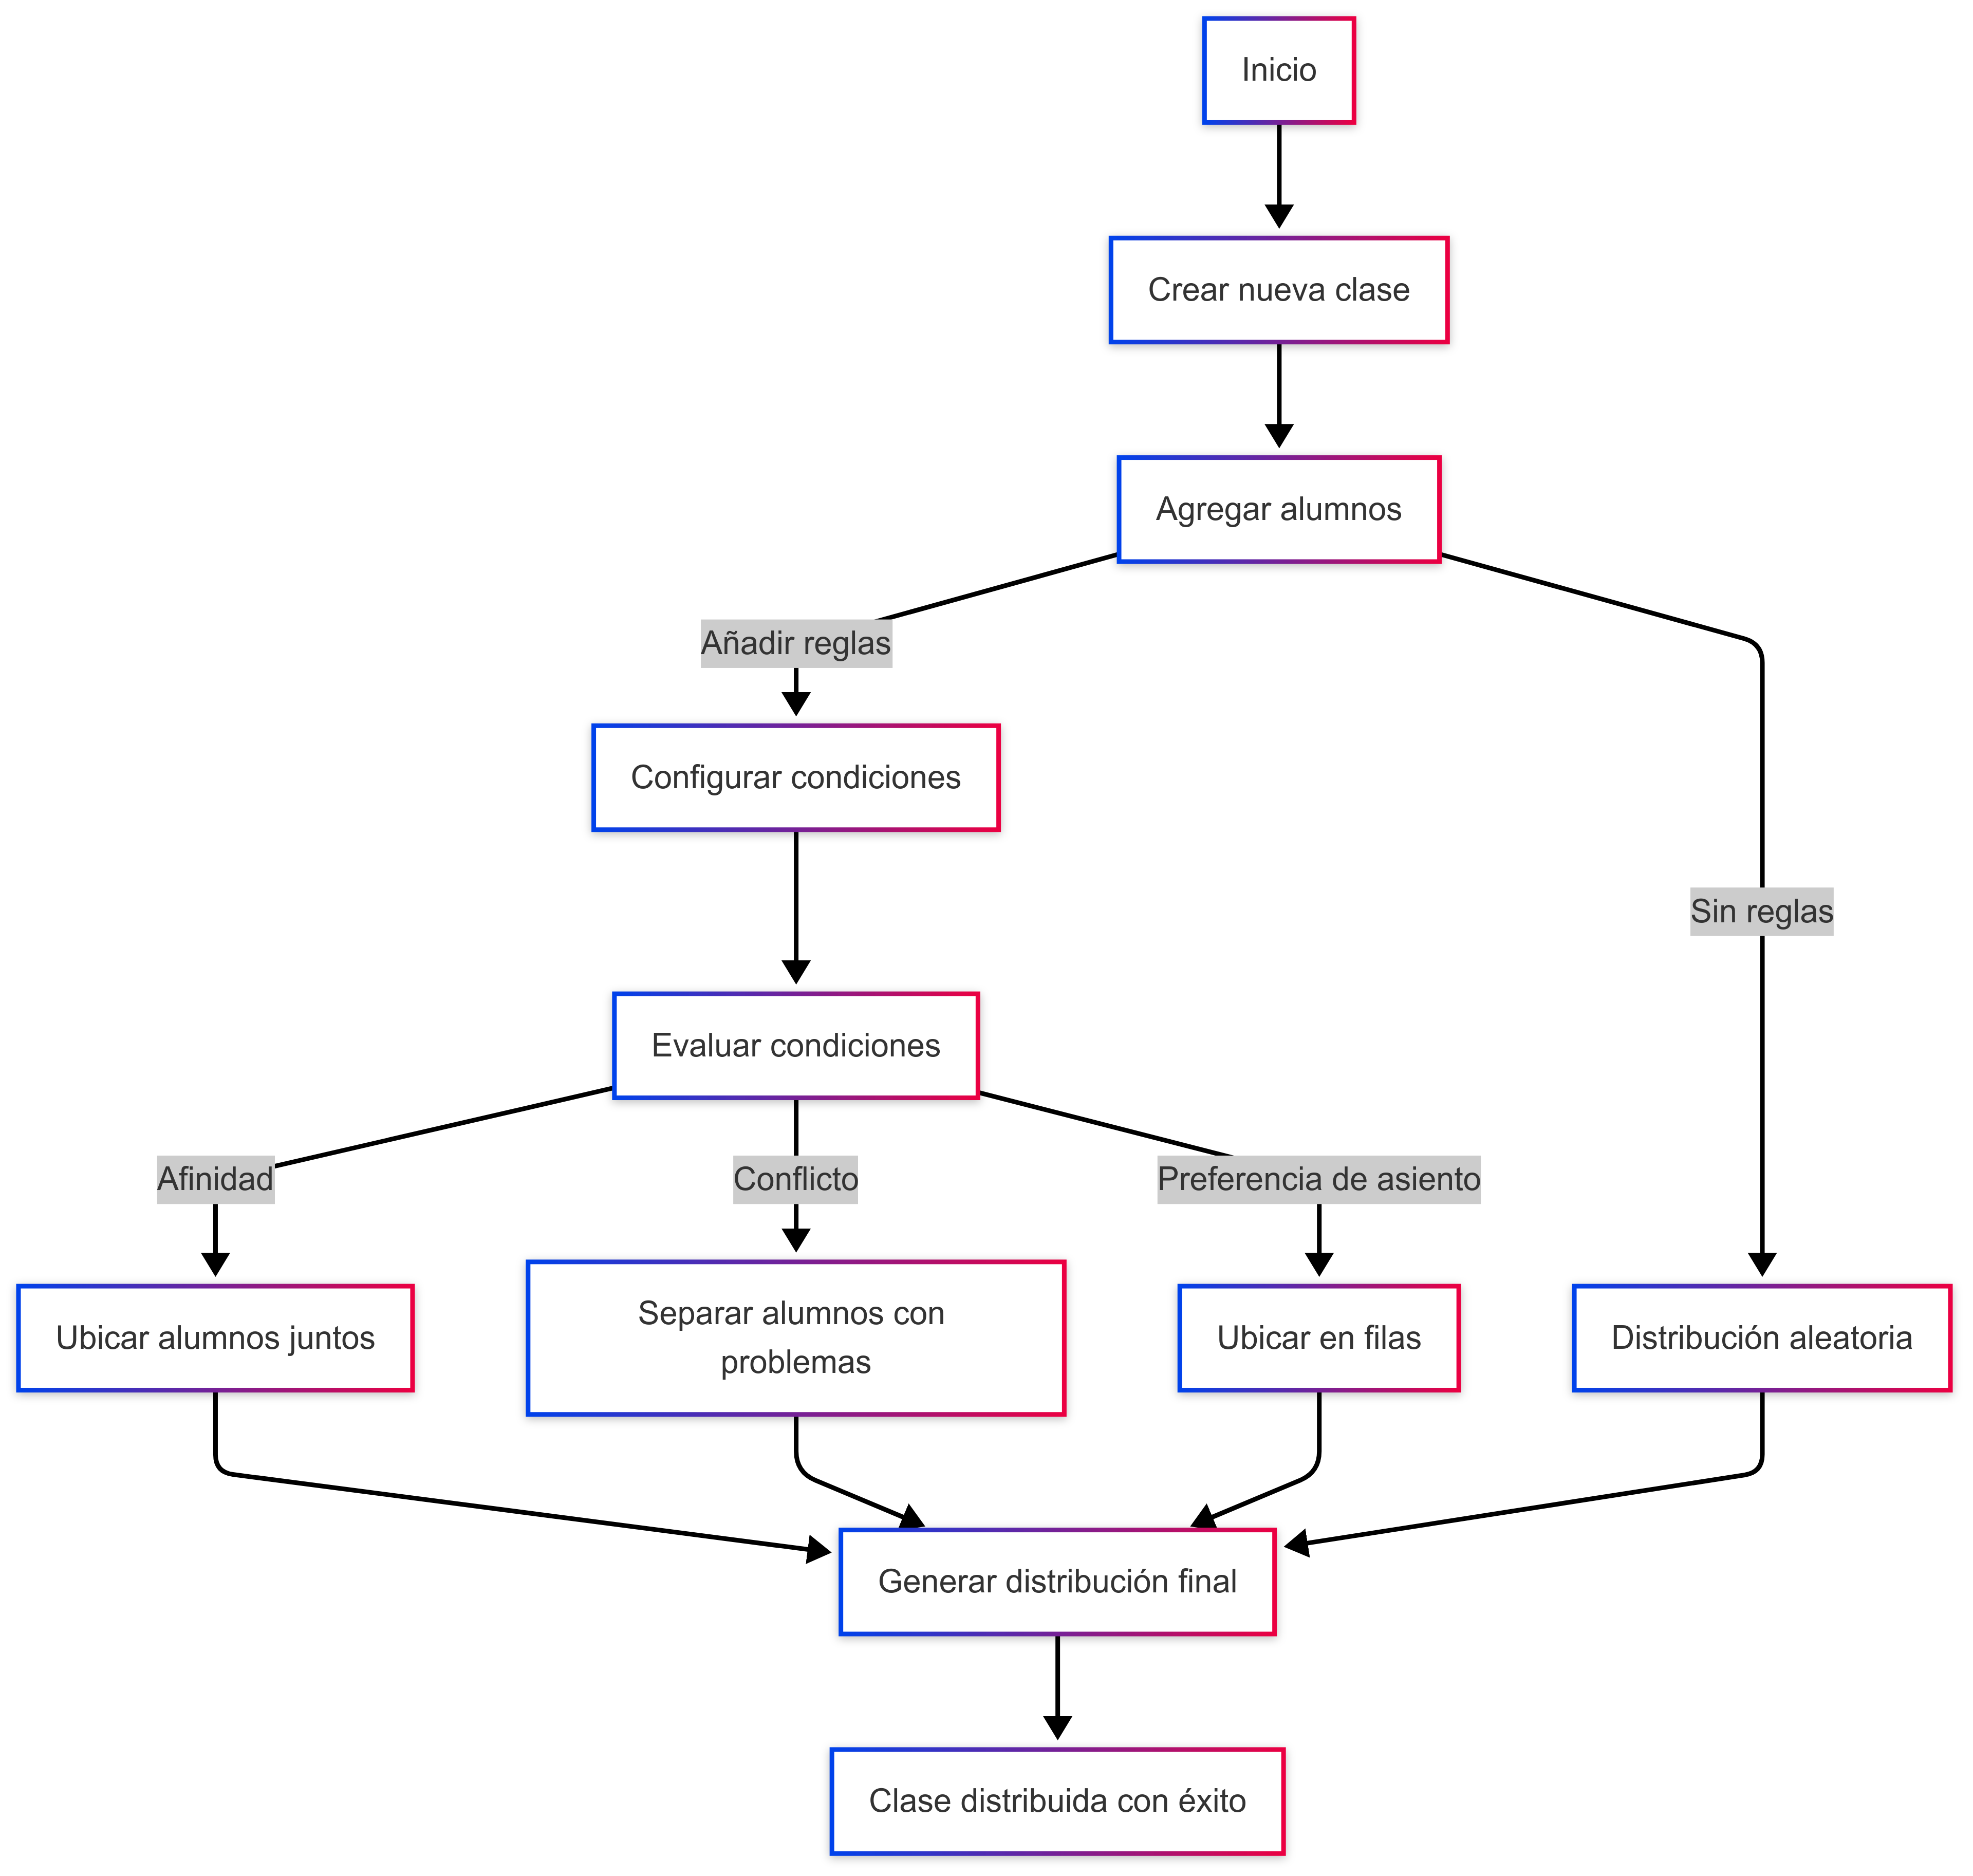 Inicio
Crear nueva clase
Agregar alumnos
Añadir reglas
Configurar condiciones
Sin reglas
Evaluar condiciones
Afinidad
Conflicto
Preferencia de asiento
Ubicar alumnos juntos
Separar alumnos con
problemas
Ubicar en filas
Distribución aleatoria
Generar distribución final
Clase distribuida con éxito